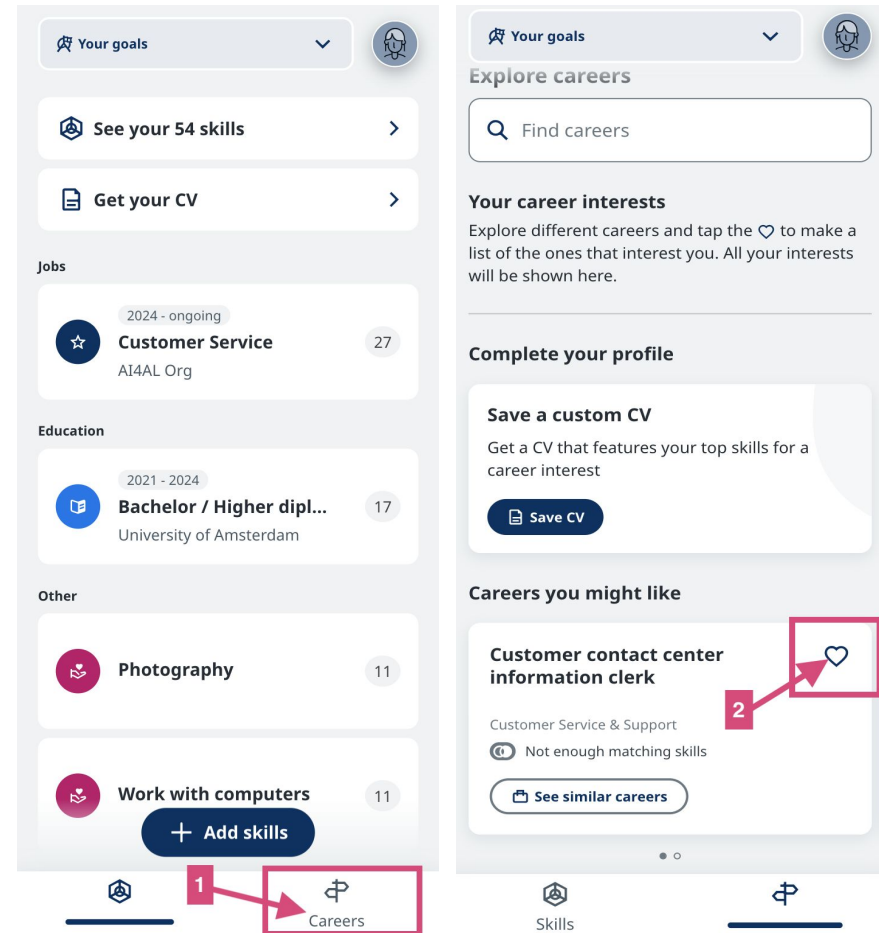 Your goals
See your 54 skills
Get your CV
Jobs
2024 - ongoing
Customer Service
27
AI4AL Org
Education
2021 - 2024
Bachelor / Higher dipl...
17
University of Amsterdam
Other
Photography
11
Work with computers
11
+ Add skills
1
Careers
Your goals
Explore careers
Find careers
Your career interests
Explore different careers and tap the ♡ to make a
list of the ones that interest you. All your interests
will be shown here.
Complete your profile
Save a custom CV
Get a CV that features your top skills for a
career interest
Save CV
Careers you might like
Customer contact center
information clerk
2
Customer Service & Support
Not enough matching skills
See similar careers
Skills